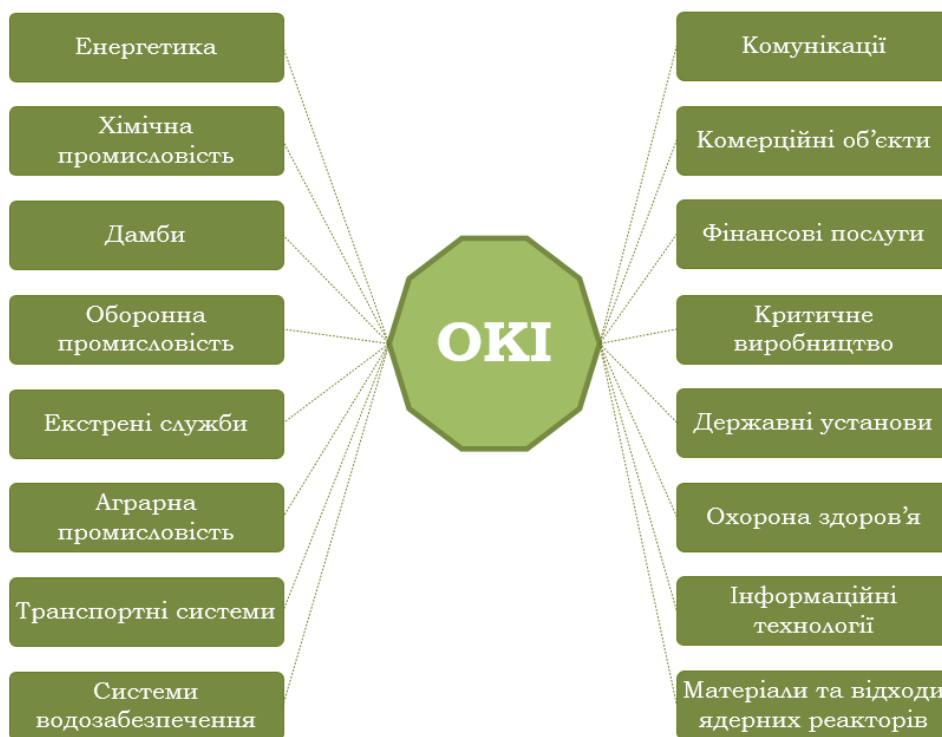 Енергетика
Хімічна
промисловість
Дамби
Оборонна
промисловість
Екстрені служби
Аграрна
промисловість
Транспортні системи
Системи
водозабезпечення
ОКІ
Комунікації
Комерційні об’єкти
Фінансові послуги
Критичне
виробництво
Державні установи
Охорона здоров’я
Інформаційні
технології
Матеріали та відходи
ядерних реакторів